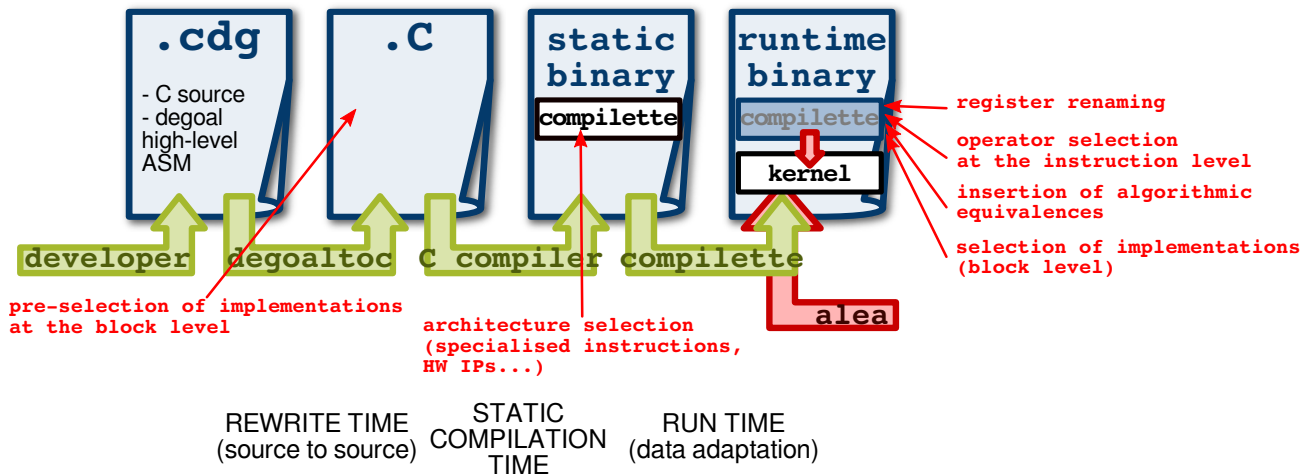 .cdg
- C source
- degoal
high-level
ASM
.C
static
binary
compilette
runtime
binary
compilette
kernel
register renaming
operator selection
at the instruction level
insertion of algorithmic
equivalences
selection of implementations
(block level)
developer
degoaltoc
C compiler
compilette
alea
pre-selection of implementations
at the block level
architecture selection
(specialised instructions,
HW IPs...)
REWRITE TIME
(source to source)
STATIC
COMPILATION
TIME
RUN TIME
(data adaptation)